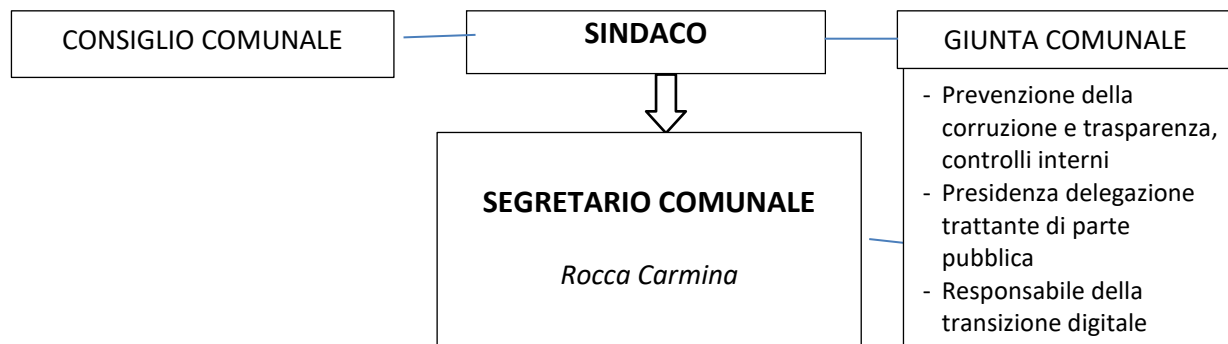 CONSIGLIO COMUNALE
SINDACO
GIUNTA COMUNALE
SEGRETARIO COMUNALE
Rocca Carmina
- Prevenzione della
corruzione e trasparenza,
controlli interni
- Presidenza delegazione
trattante di parte
pubblica
- Responsabile della
transizione digitale